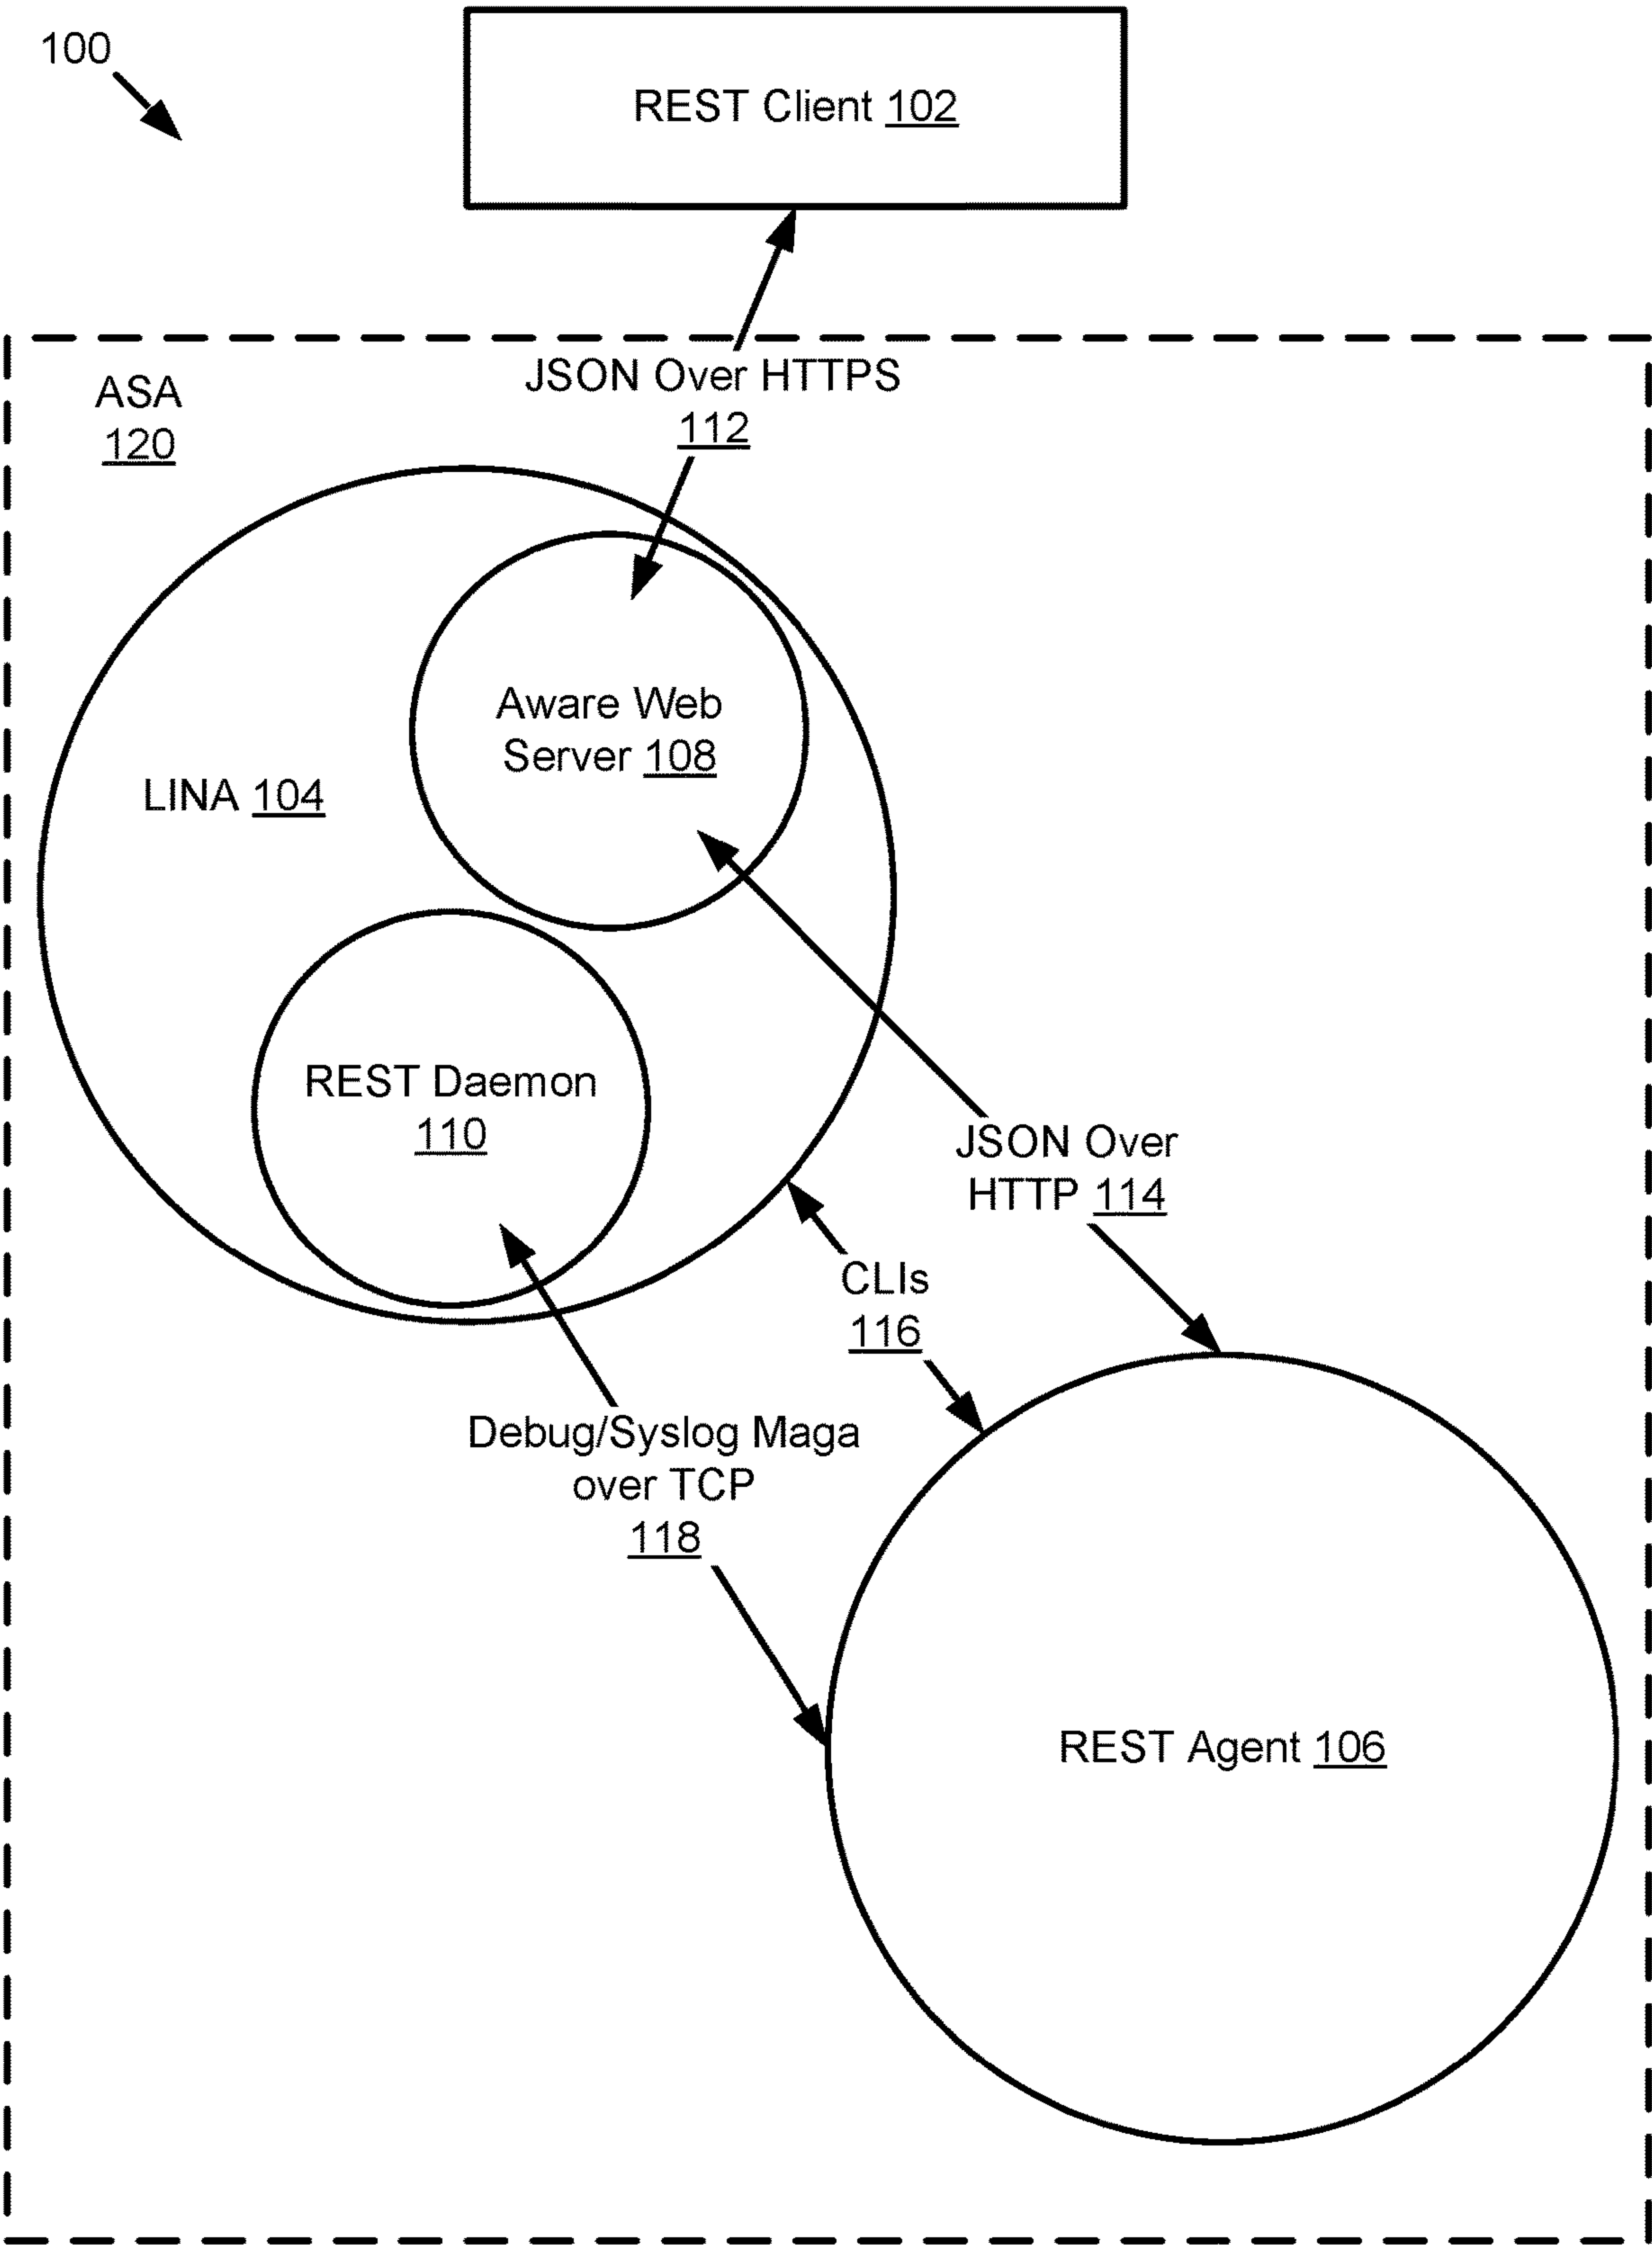 100
REST Client 102
JSON Over HTTPS
112
ASA
120
Aware Web
Server 108
LINA 104
REST Daemon
110
JSON Over
HTTP 114
CLIs
116
Debug/Syslog Maga
over TCP
118
REST Agent 106